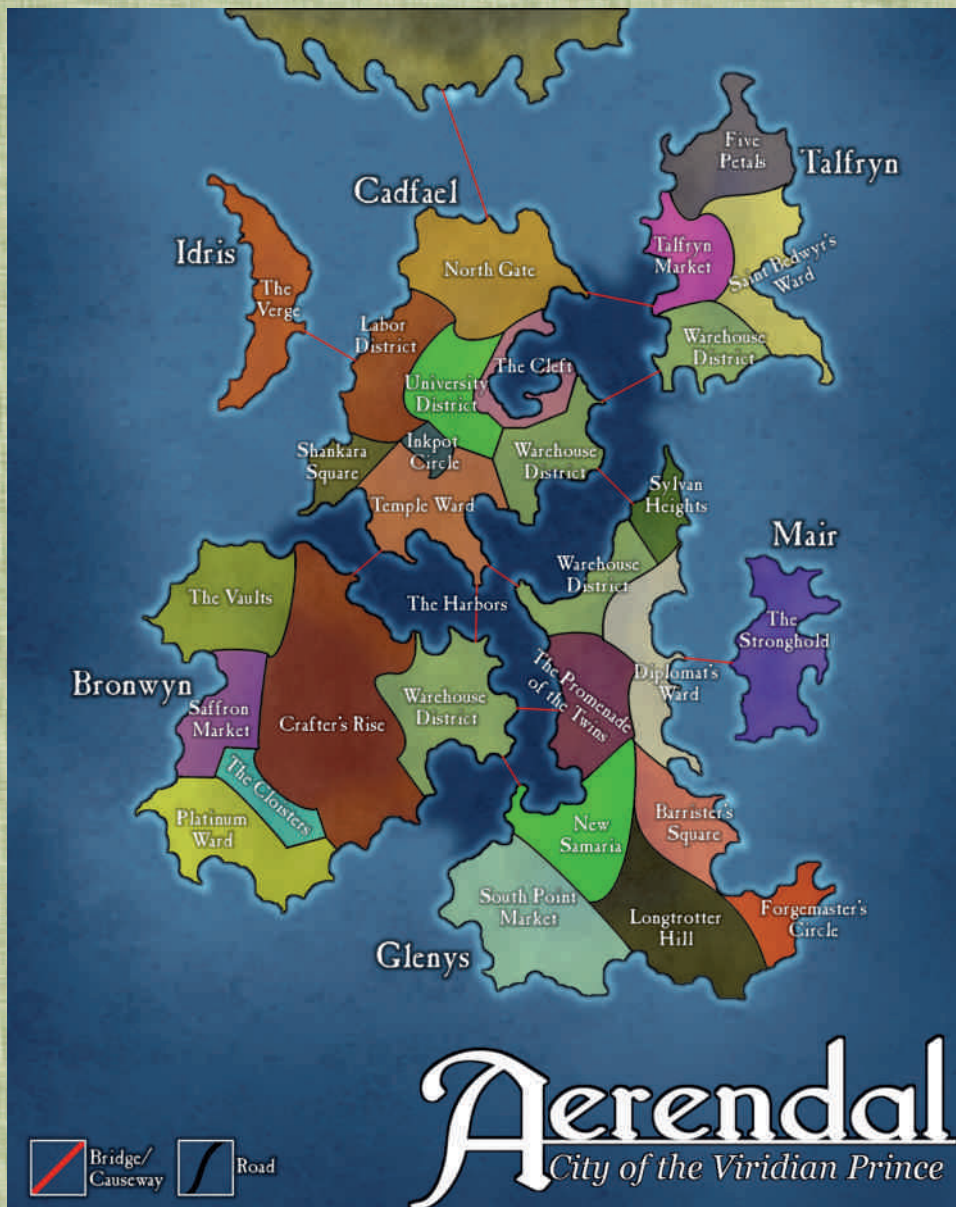 Five
Petals
Talfryn
Cadfael
Idris
Talfryn
Market
Saint Bedwyr's
Ward
North Gate
The
Verge
Labor
District
Warehouse
District
The Cleft
University
District
Inkpot
Circle
Shankara
Square
Warehouse
District
Temple Ward
Sylvan
Heights
Mair
Warehouse
District
The Vaults
The Harbors
The
Stronghold
Bronwyn
Saffron
Market
Crafter's Rise
Warehouse
District
The Promenade
of the Twins
Diplomat's
Ward
The Cloisters
Platinum
Ward
New
Samaria
Barrister's
Square
South Point
Market
Longtrotter
Hill
Forgemaster's
Circle
Glenys
Aerendal
City of the Viridian Prince
Bridge/
Causeway
Road